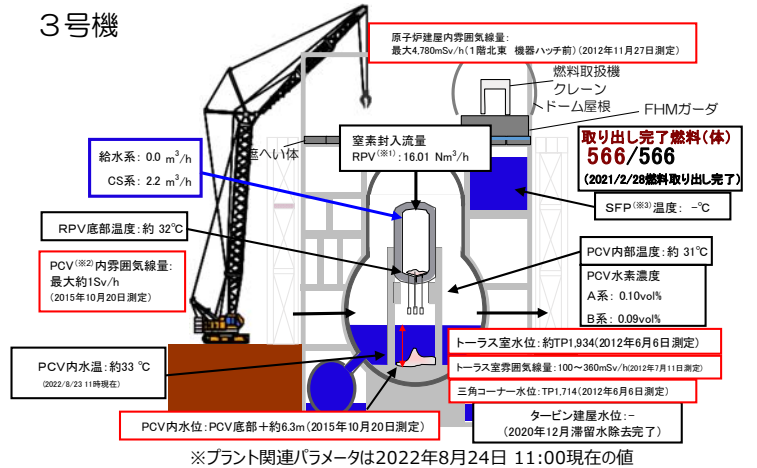 3号機
原子炉建屋内雰囲気線量:
最大4,780mSv/h(1階北東 機器ハッチ前)(2012年11月27日測定)
燃料取扱機
クレーン
ドーム屋根
FHMガーダ
遮へい体
窒素封入流量
RPV(※1):16.01 Nm³/h
給水系: 0.0 m³/h
CS系: 2.2 m³/h
取り出し完了燃料(体)
566/566
(2021/2/28燃料取り出し完了)
SFP(※3)温度: -℃
RPV底部温度:約 32℃
PCV(※2)内雰囲気線量:
最大約1Sv/h
(2015年10月20日測定)
PCV内部温度:約 31℃
PCV水素濃度
A系: 0.10vol%
B系: 0.09vol%
トーラス室水位:約TP1,934(2012年6月6日測定)
トーラス室雰囲気線量:100~360mSv/h(2012年7月11日測定)
三角コーナー水位:TP1,714(2012年6月6日測定)
PCV内水温:約33 ℃
(2022/8/23 11時現在)
PCV内水位:PCV底部+約6.3m(2015年10月20日測定)
タービン建屋水位:-
(2020年12月滞留水除去完了)
※プラント関連パラメータは2022年8月24日 11:00現在の値